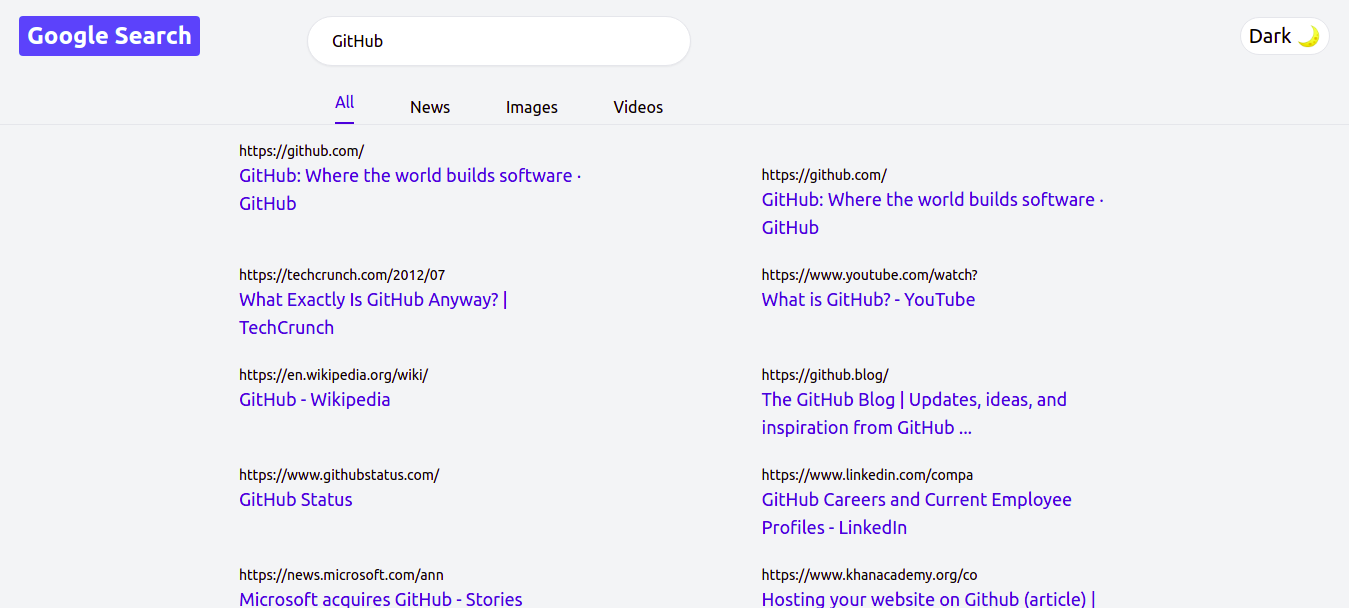 Google Search
GitHub
Dark 🌙
All
News
Images
Videos
https://github.com/
GitHub: Where the world builds software ·
GitHub
https://github.com/
GitHub: Where the world builds software ·
GitHub
https://techcrunch.com/2012/07
What Exactly Is GitHub Anyway? |
TechCrunch
https://www.youtube.com/watch?
What is GitHub? - YouTube
https://en.wikipedia.org/wiki/
GitHub - Wikipedia
https://github.blog/
The GitHub Blog | Updates, ideas, and
inspiration from GitHub ...
https://www.githubstatus.com/
GitHub Status
https://www.linkedin.com/compa
GitHub Careers and Current Employee
Profiles - LinkedIn
https://news.microsoft.com/ann
Microsoft acquires GitHub - Stories
https://www.khanacademy.org/co
Hosting your website on Github (article) |